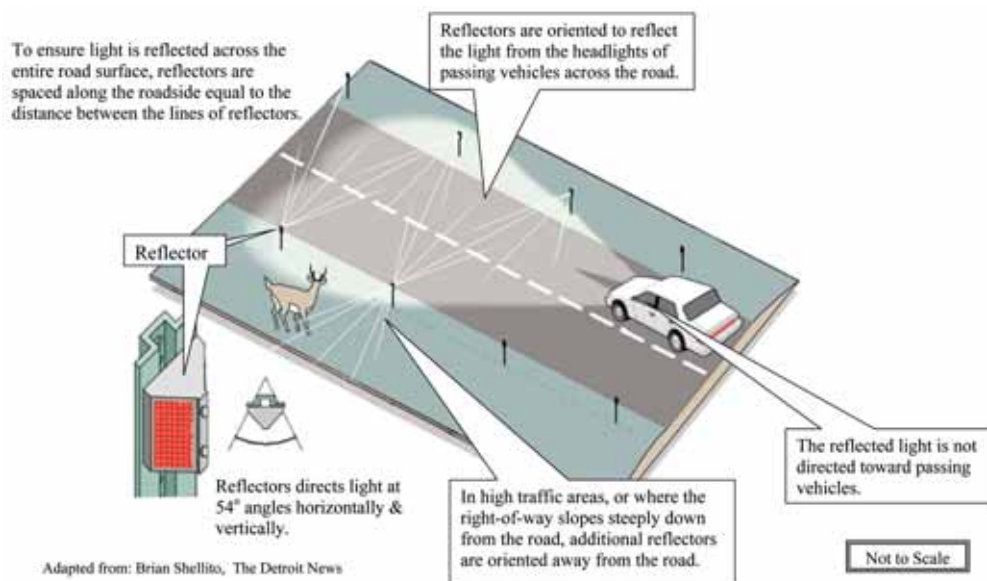 To ensure light is reflected across the
entire road surface, reflectors are
spaced along the roadside equal to the
distance between the lines of reflectors.
Reflectors are oriented to reflect
the light from the headlights of
passing vehicles across the road.
Reflector
Reflectors directs light at
54° angles horizontally &
vertically.
In high traffic areas, or where the
right-of-way slopes steeply down
from the road, additional reflectors
are oriented away from the road.
The reflected light is not
directed toward passing
vehicles.
Adapted from: Brian Shellito, The Detroit News
Not to Scale